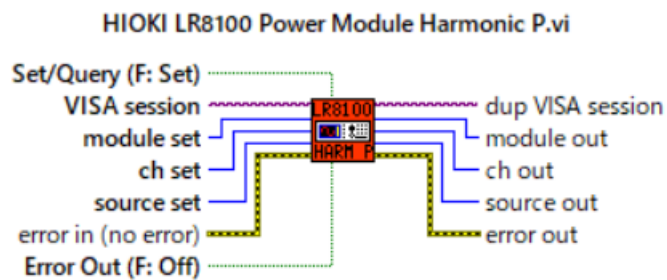 HIOKI LR8100 Power Module Harmonic P.vi
Set/Query (F: Set)
VISA session
module set
ch set
source set
error in (no error)
Error Out (F: Off)
LR8100
HARM P
dup VISA session
module out
ch out
source out
error out